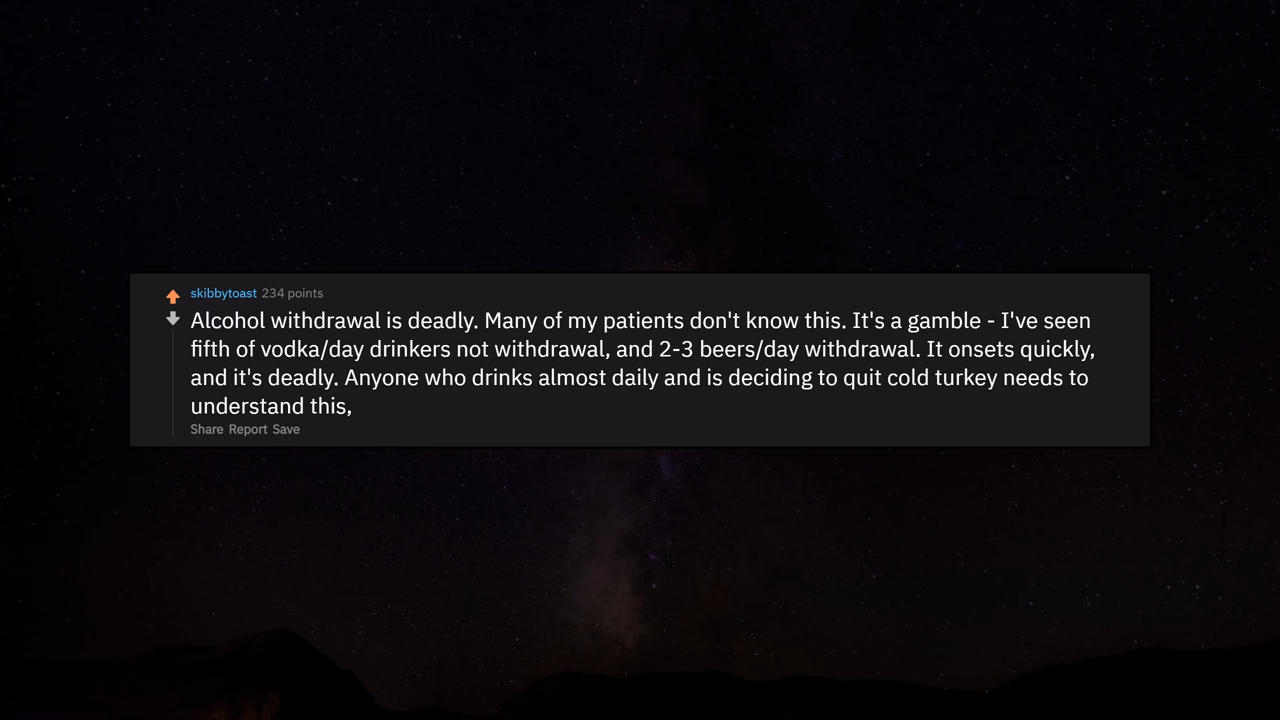 skibbytoast 234 points
Alcohol withdrawal is deadly. Many of my patients don't know this. It's a gamble - I've seen
fifth of vodka/day drinkers not withdrawal, and 2-3 beers/day withdrawal. It onsets quickly,
and it's deadly. Anyone who drinks almost daily and is deciding to quit cold turkey needs to
understand this,
Share Report Save